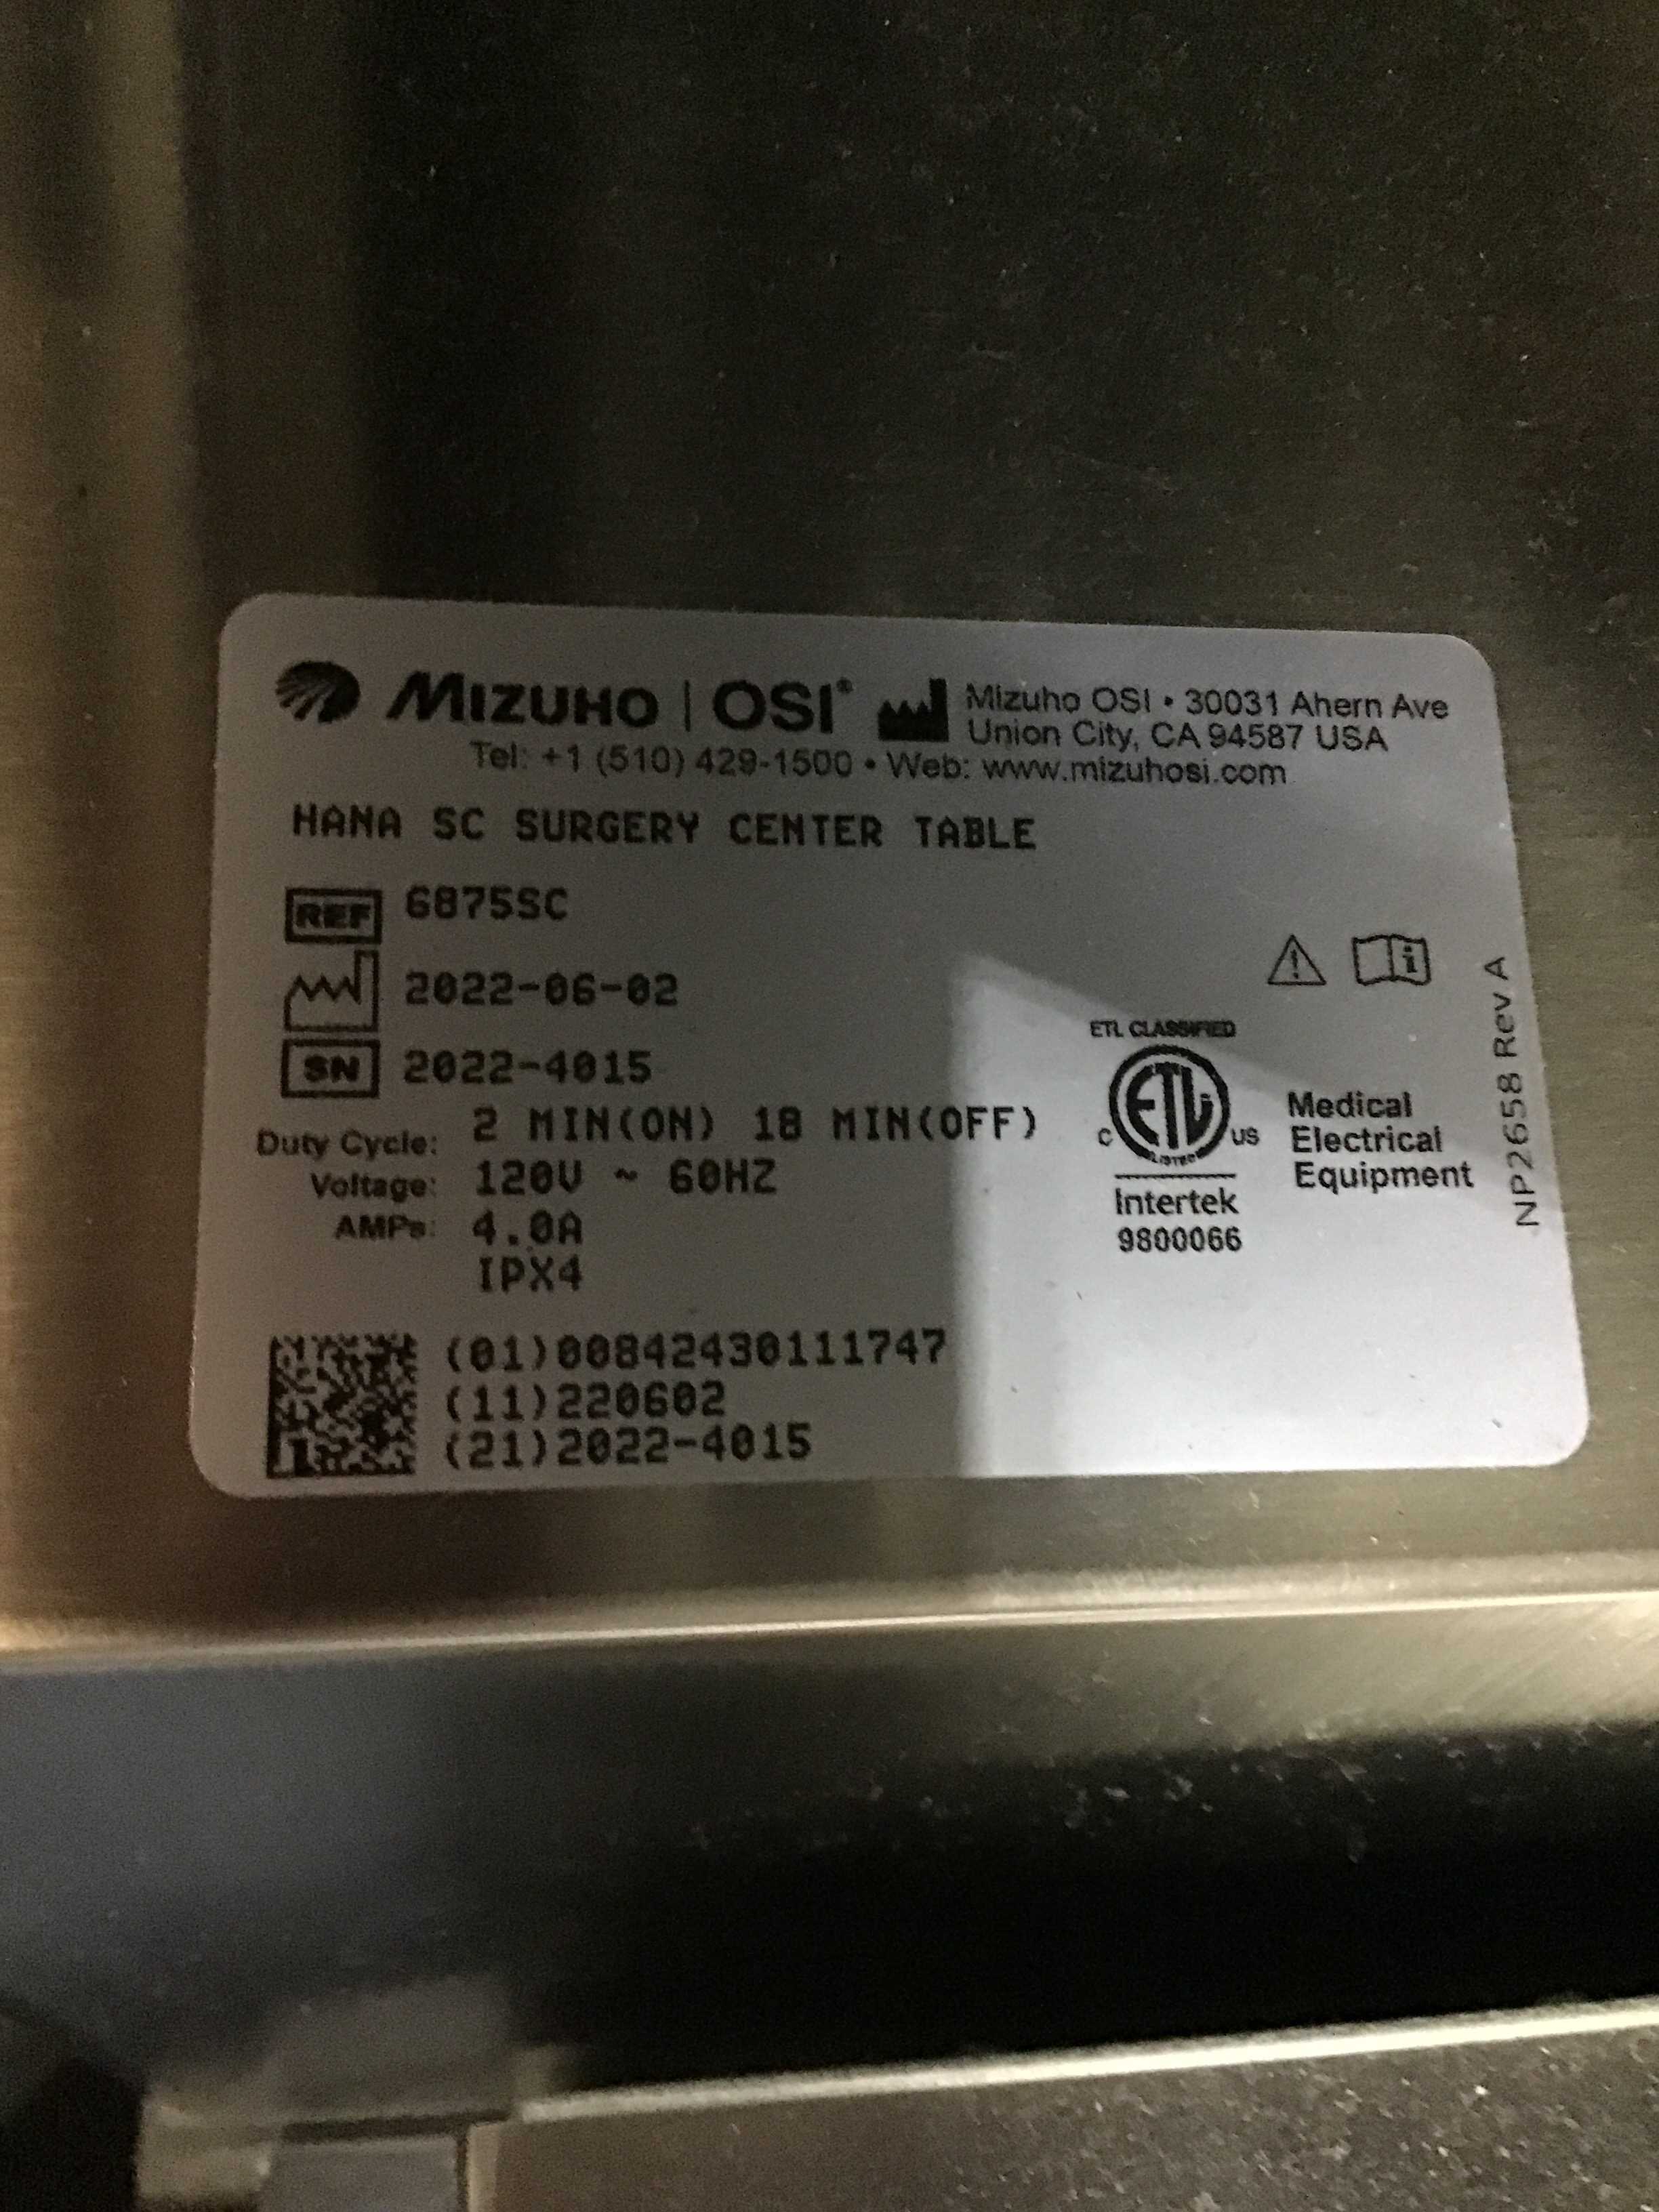 MIZUHO | OSI®
Mizuho OSI • 30031 Ahern Ave
Union City, CA 94587 USA
Tel: +1 (510) 429-1500 • Web: www.mizuhosi.com
HANA SC SURGERY CENTER TABLE
REF 6875SC
2022-06-02
SN 2022-4015
Duty Cycle: 2 MIN(ON) 18 MIN(OFF)
Voltage: 120V ~ 60HZ
AMPs: 4.0A
IPX4
(01)00842430111747
(11)220602
(21)2022-4015
ETL CLASSIFIED
ETL
C US
LISTED
Intertek
9800066
Medical
Electrical
Equipment
NP2658 Rev A